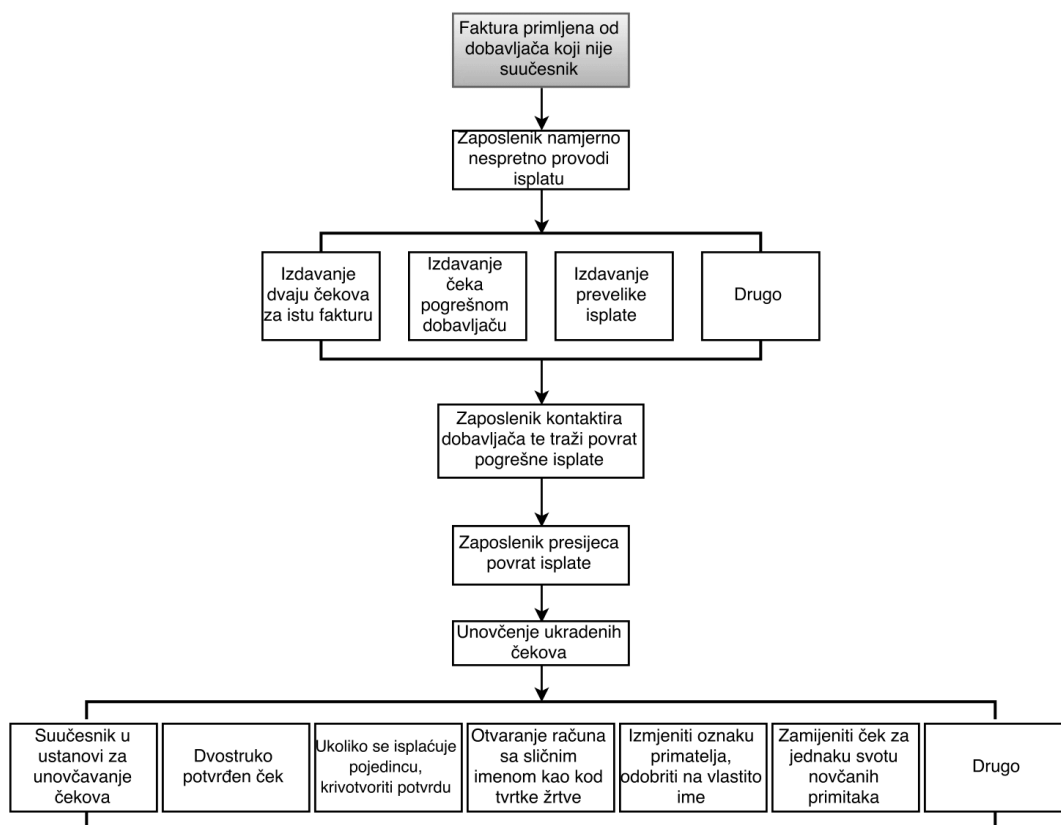 Faktura primljena od
dobavljača koji nije
suučesnik
Zaposlenik namjerno
nespretno provodi
isplatu
Izdavanje
dvaju čekova
za istu fakturu
Izdavanje
čeka
pogrešnom
dobavljaču
Izdavanje
prevelike
isplate
Drugo
Zaposlenik kontaktira
dobavljača te traži povrat
pogrešne isplate
Zaposlenik presijeca
povrat isplate
Unovčenje ukradenih
čekova
Suučesnik u
ustanovi za
unovčavanje
čekova
Dvostruko
potvrđen ček
Ukoliko se isplaćuje
pojedincu,
krivotvoriti potvrdu
Otvaranje računa
sa sličnim
imenom kao kod
tvrtke žrtve
Izmjeniti oznaku
primatelja,
odobriti na vlastito
ime
Zamijeniti ček za
jednaku svotu
novčanih
primitaka
Drugo